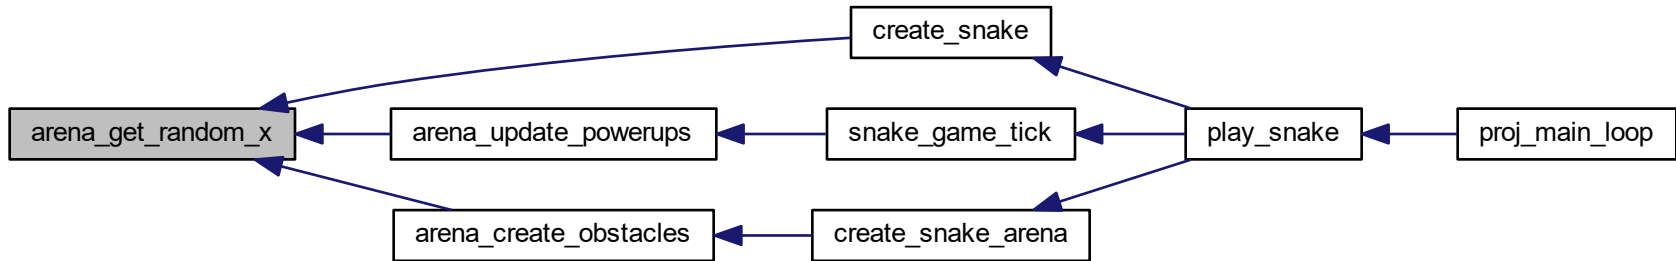 create_snake
arena_get_random_x
arena_update_powerups
snake_game_tick
play_snake
proj_main_loop
arena_create_obstacles
create_snake_arena